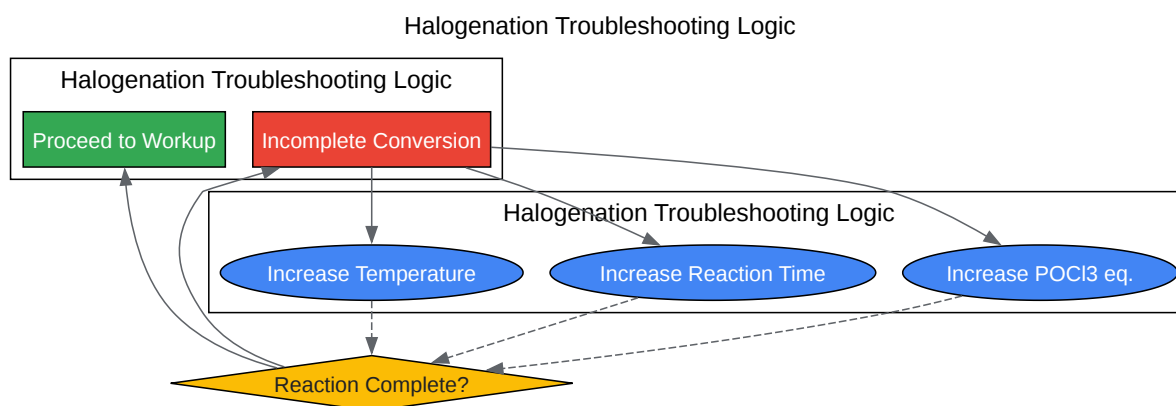 Halogenation Troubleshooting Logic
Halogenation Troubleshooting Logic
Proceed to Workup
Incomplete Conversion
Halogenation Troubleshooting Logic
Increase Temperature
Increase Reaction Time
Increase POCl3 eq.
Reaction Complete?